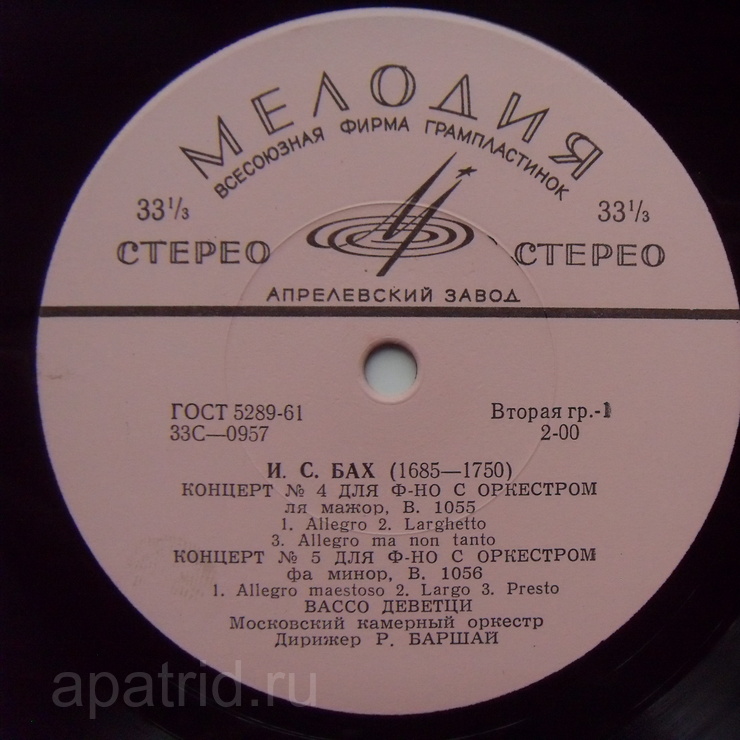 МЕЛОДИЯ
ВСЕСОЮЗНАЯ ФИРМА ГРАМПЛАСТИНОК
33⅓ 33⅓
СТЕРЕО СТЕРЕО
АПРЕЛЕВСКИЙ ЗАВОД
ГОСТ 5289-61 Вторая гр.-1
33С—0957 2-00
И. С. БАХ (1685—1750)
КОНЦЕРТ № 4 ДЛЯ Ф-НО С ОРКЕСТРОМ
ля мажор, В. 1055
1. Allegro 2. Larghetto
3. Allegro ma non tanto
КОНЦЕРТ № 5 ДЛЯ Ф-НО С ОРКЕСТРОМ
фа минор, В. 1056
1. Allegro maestoso 2. Largo 3. Presto
ВАССО ДЕВЕТЦИ
Московский камерный оркестр
Дирижер Р. БАРШАЙ
apatrid.ru